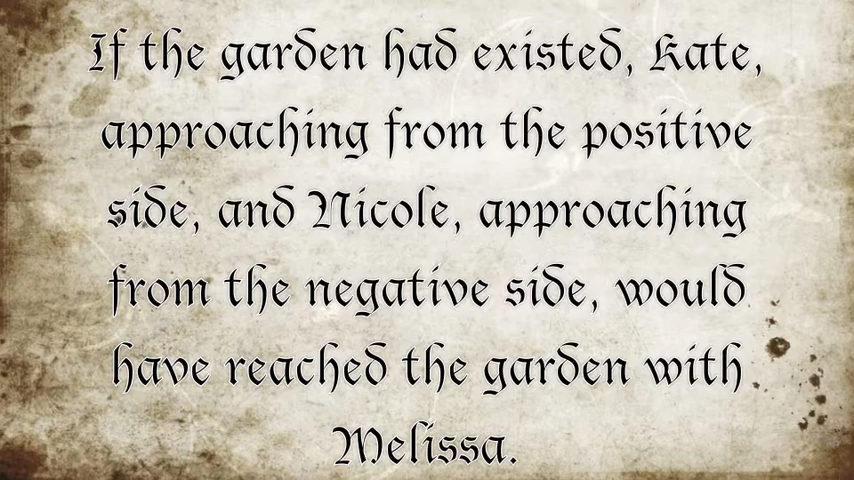 If the garden had existed, Kate,
approaching from the positive
side, and Nicole, approaching
from the negative side, would
have reached the garden with
Melissa.